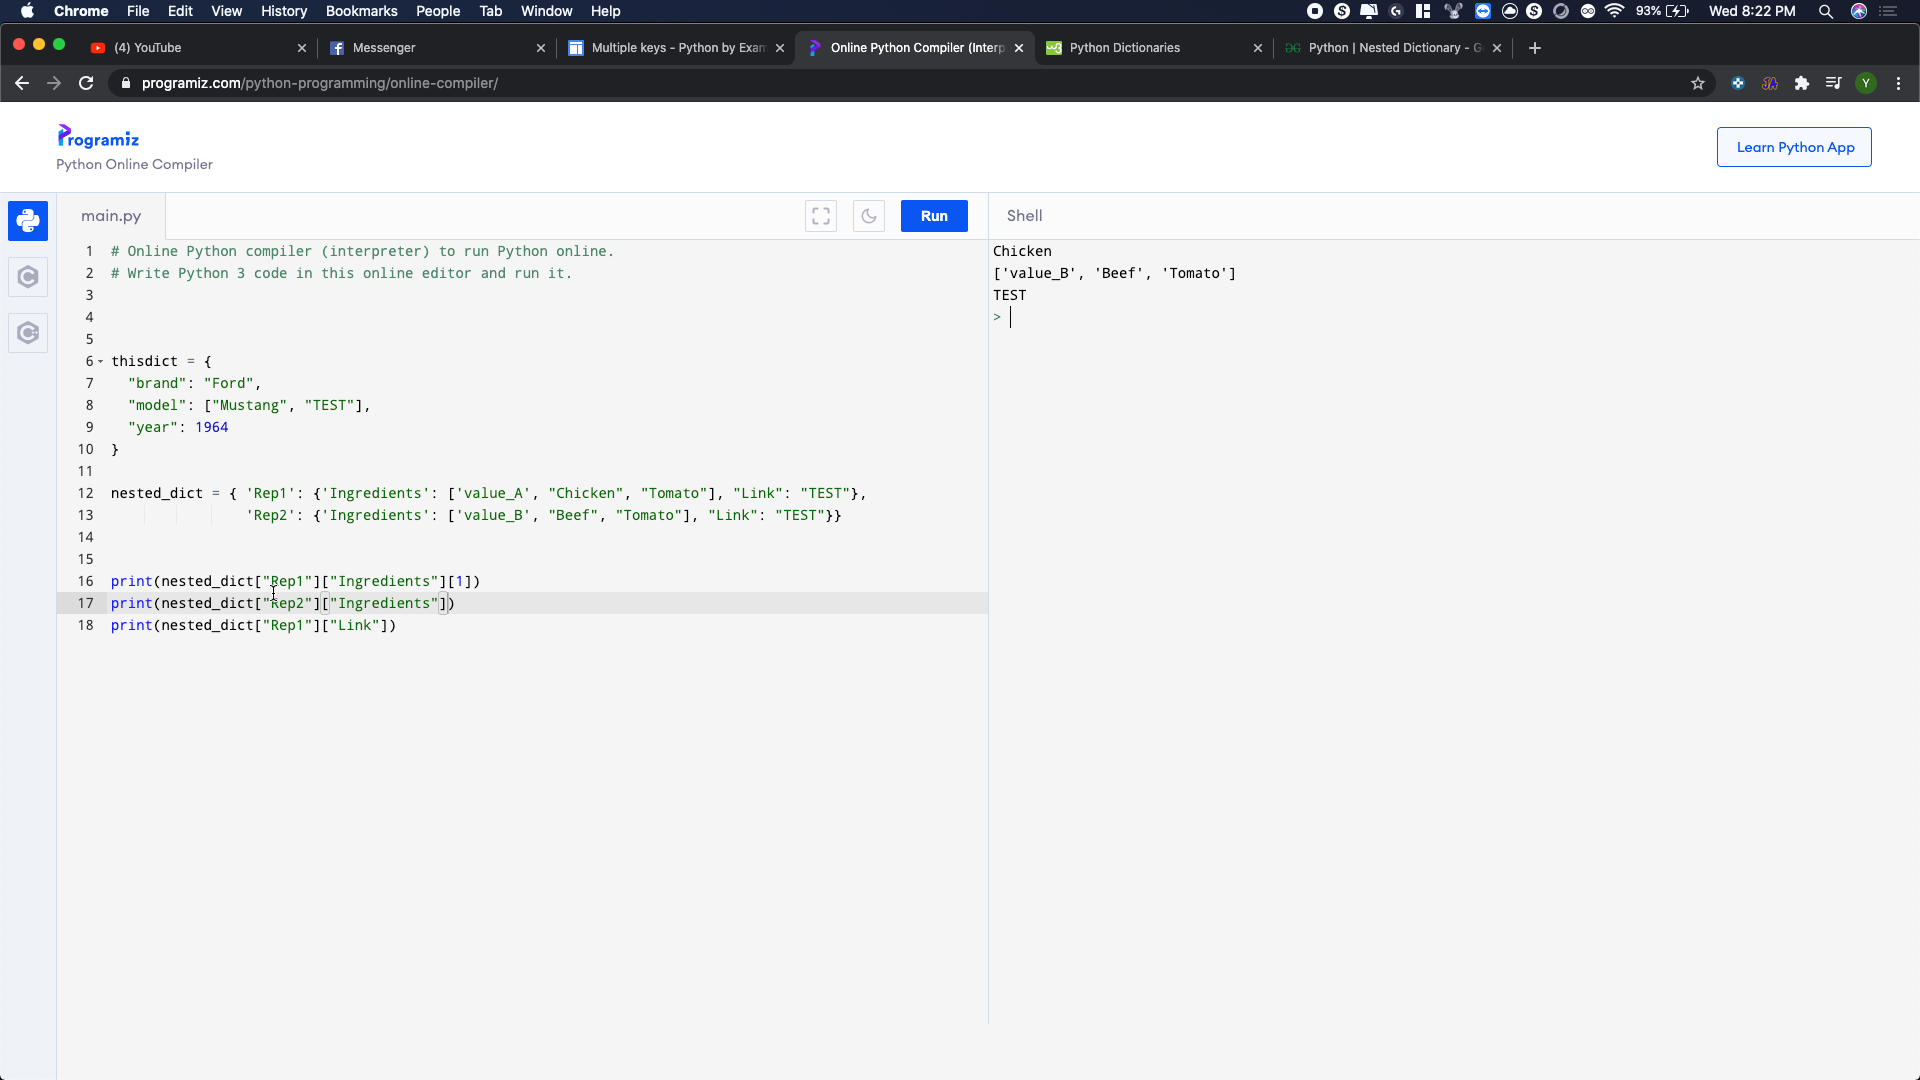 Chrome File Edit View History Bookmarks People Tab Window Help 93% Wed 8:22 PM
(4) YouTube Messenger Multiple keys - Python by Exam Online Python Compiler (Interp Python Dictionaries Python | Nested Dictionary - G
programiz.com/python-programming/online-compiler/ Y
Programiz
Python Online Compiler
Learn Python App
main.py
Run
Shell
1 # Online Python compiler (interpreter) to run Python online.
2 # Write Python 3 code in this online editor and run it.
3
4
5
6 thisdict = {
7 "brand": "Ford",
8 "model": ["Mustang", "TEST"],
9 "year": 1964
10 }
11
12 nested_dict = { 'Rep1': {'Ingredients': ['value_A', "Chicken", "Tomato"], "Link": "TEST"},
13 'Rep2': {'Ingredients': ['value_B', "Beef", "Tomato"], "Link": "TEST"}}
14
15
16 print(nested_dict["Rep1"]["Ingredients"][1])
17 print(nested_dict["Rep2"]["Ingredients"])
18 print(nested_dict["Rep1"]["Link"])
Chicken
['value_B', 'Beef', 'Tomato']
TEST
>